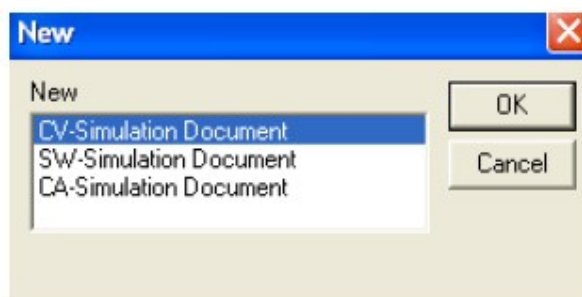 New
New
CV-Simulation Document
SW-Simulation Document
CA-Simulation Document
OK
Cancel